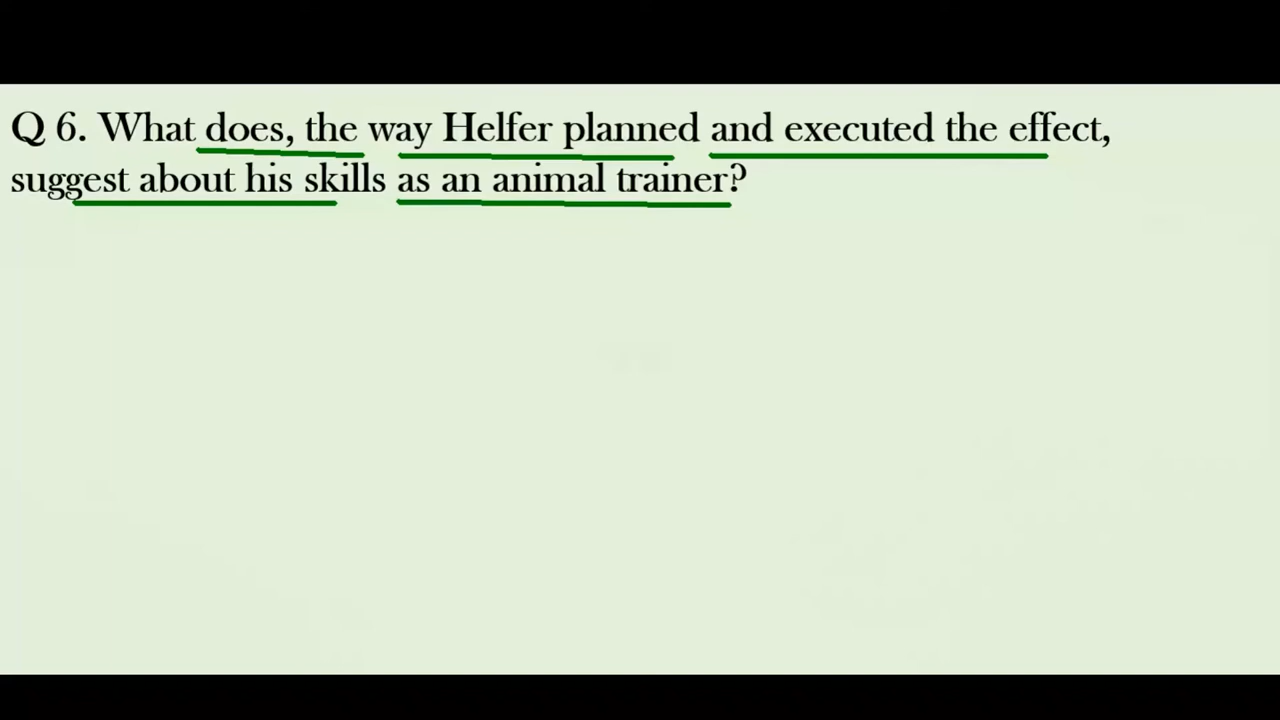 Q 6. What does, the way Helfer planned and executed the effect,
suggest about his skills as an animal trainer?